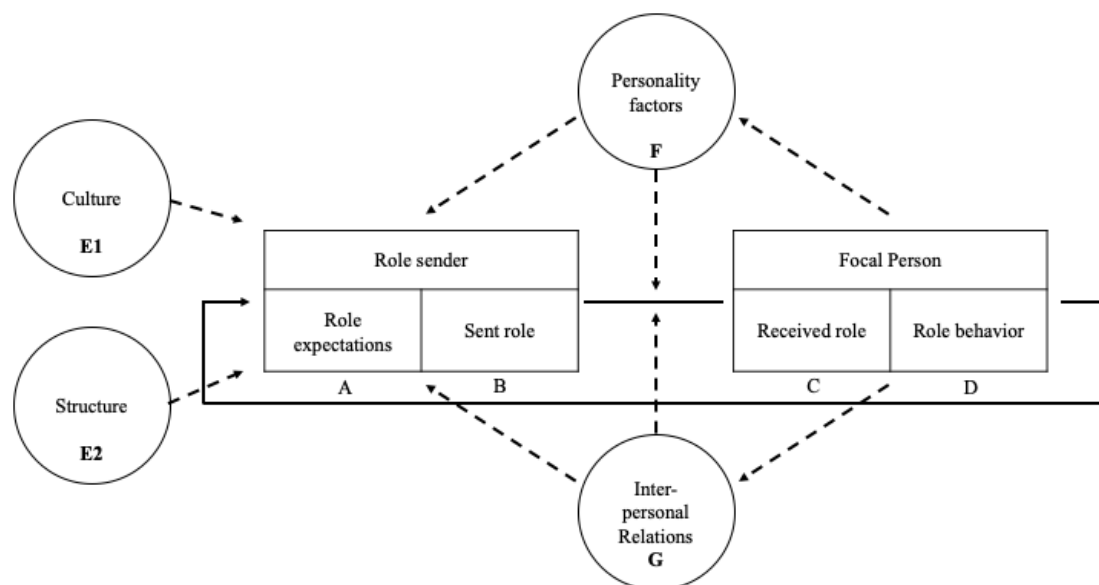 Personality
factors
F
Culture
E1
Role sender
Role
expectations
Sent role
A
B
Focal Person
Received role
Role behavior
C
D
Structure
E2
Inter-
personal
Relations
G